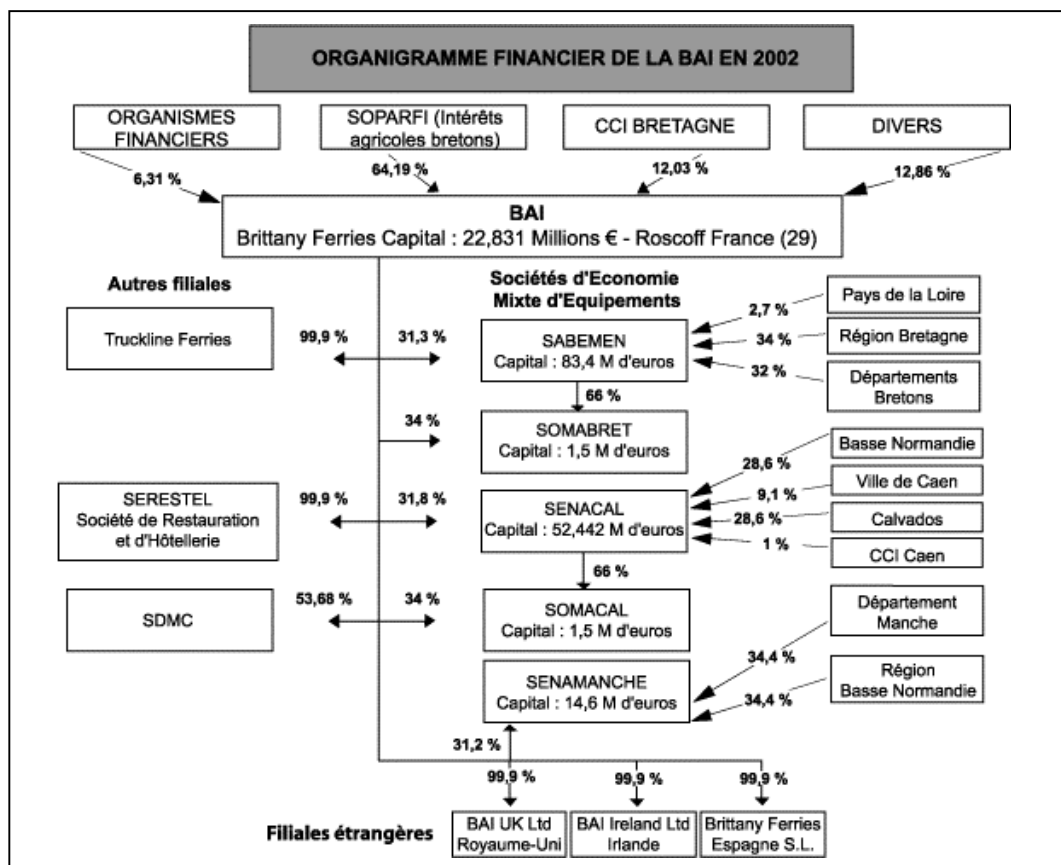 ORGANIGRAMME FINANCIER DE LA BAI EN 2002
ORGANISMES
FINANCIERS
SOPARFI (Intérêts
agricoles bretons)
CCI BRETAGNE
DIVERS
6,31 %
64,19 %
12,03 %
12,86 %
BAI
Brittany Ferries Capital : 22,831 Millions € - Roscoff France (29)
Autres filiales
Sociétés d'Economie
Mixte d'Equipements
Truckline Ferries
99,9 %
31,3 %
SABEMEN
Capital : 83,4 M d'euros
2,7 %
Pays de la Loire
34 %
Région Bretagne
32 %
Départements
Bretons
66 %
34 %
SOMABRET
Capital : 1,5 M d'euros
Basse Normandie
28,6 %
SERESTEL
Société de Restauration
et d'Hôtellerie
99,9 %
31,8 %
SENACAL
Capital : 52,442 M d'euros
9,1 %
Ville de Caen
28,6 %
Calvados
1 %
CCI Caen
66 %
SDMC
53,68 %
34 %
SOMACAL
Capital : 1,5 M d'euros
Département
Manche
34,4 %
SENAMANCHE
Capital : 14,6 M d'euros
34,4 %
Région
Basse Normandie
31,2 %
99,9 %
99,9 %
99,9 %
Filiales étrangères
BAI UK Ltd
Royaume-Uni
BAI Ireland Ltd
Irlande
Brittany Ferries
Espagne S.L.